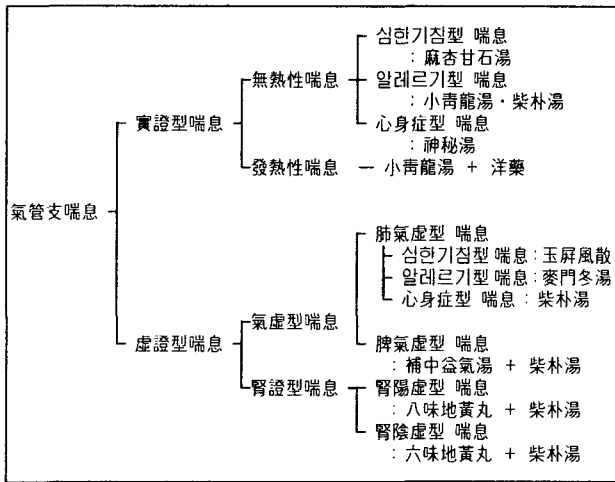 심한기침型 喘息
: 麻杏甘石湯
無熱性喘息
알레르기型 喘息
: 小靑龍湯・柴朴湯
實證型喘息
心身症型 喘息
: 神秘湯
發熱性喘息 — 小靑龍湯 + 洋藥
氣管支喘息
肺氣虛型 喘息
심한기침型 喘息 : 玉屛風散
알레르기型 喘息 : 麥門冬湯
心身症型 喘息 : 柴朴湯
氣虛型喘息
虛證型喘息
脾氣虛型 喘息
: 補中益氣湯 + 柴朴湯
腎證型喘息
腎陽虛型 喘息
: 八味地黃丸 + 柴朴湯
腎陰虛型 喘息
: 六味地黃丸 + 柴朴湯